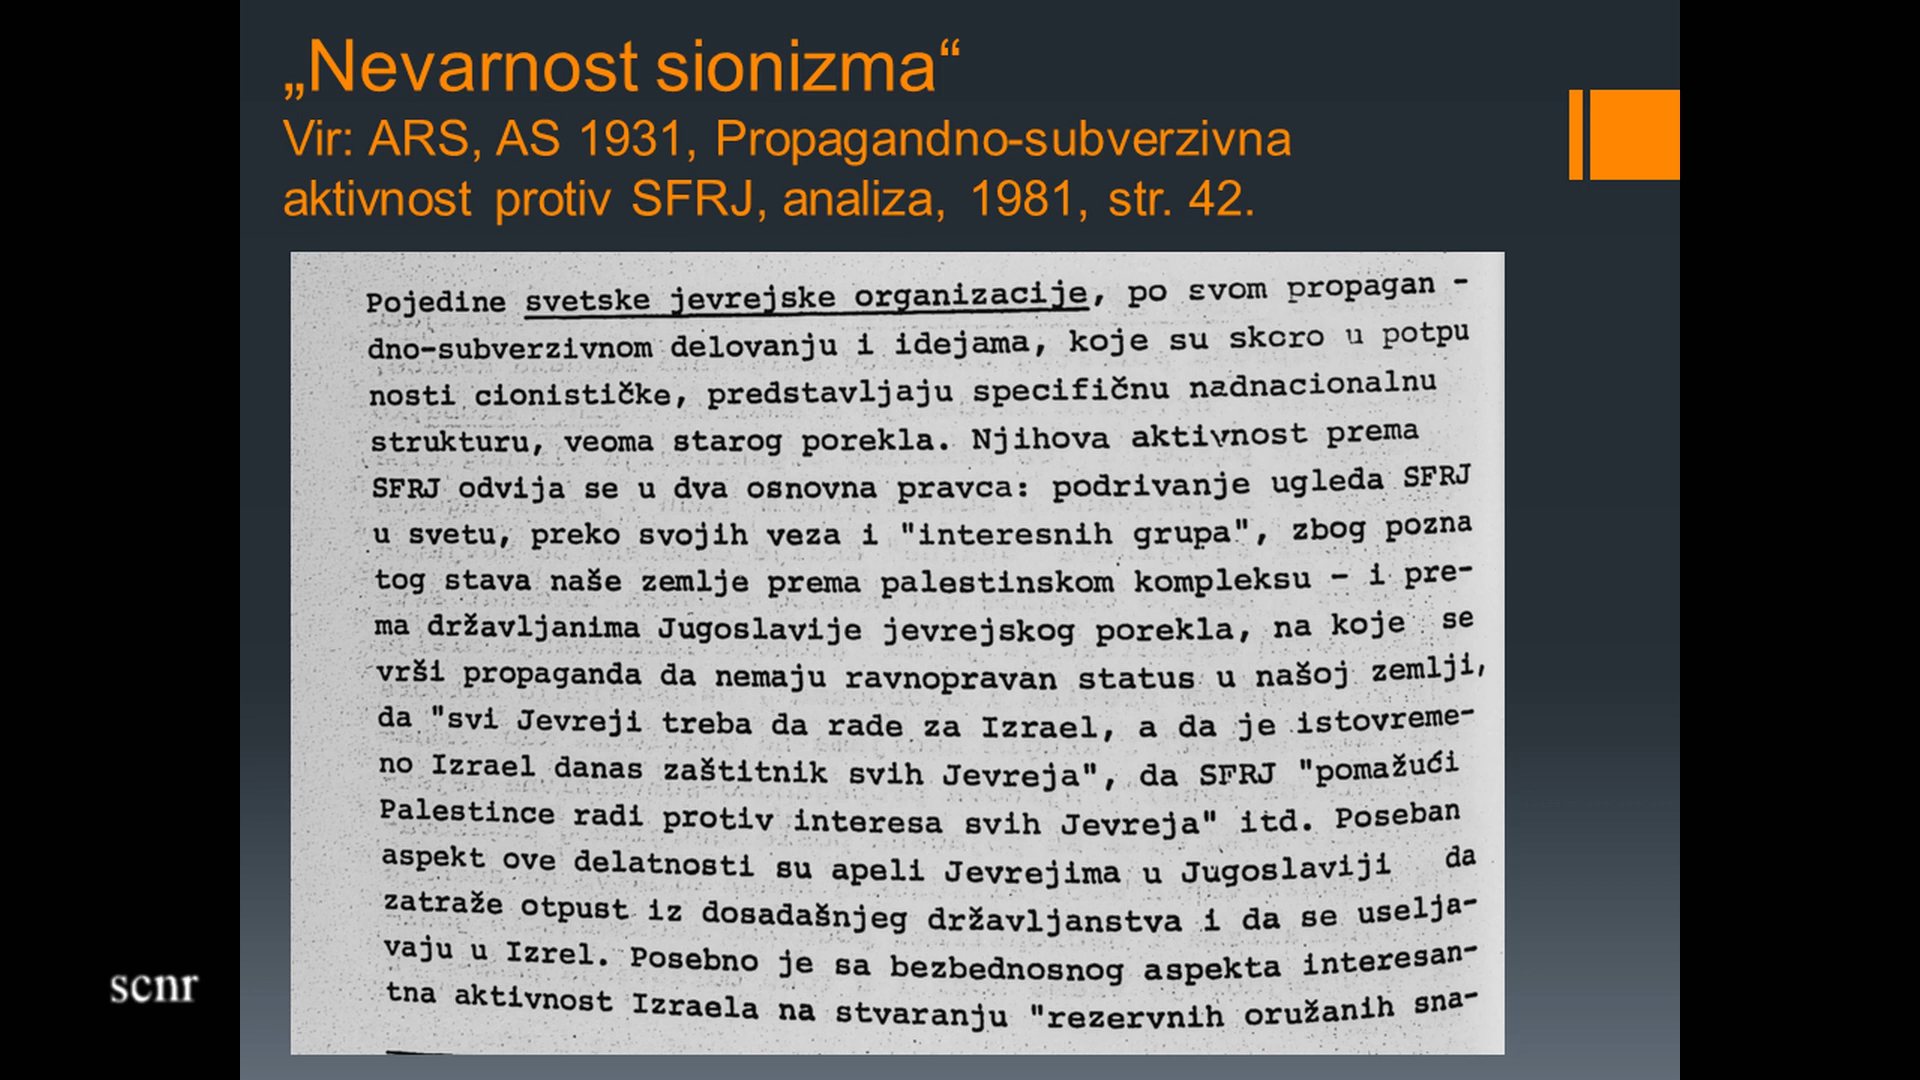 „Nevarnost sionizma“
Vir: ARS, AS 1931, Propagandno-subverzivna
aktivnost protiv SFRJ, analiza, 1981, str. 42.
Pojedine svetske jevrejske organizacije, po svom propagan -
dno-subverzivnom delovanju i idejama, koje su skoro u potpu
nosti cionističke, predstavljaju specifičnu nadnacionalnu
strukturu, veoma starog porekla. Njihova aktivnost prema
SFRJ odvija se u dva osnovna pravca: podrivanje ugleda SFRJ
u svetu, preko svojih veza i "interesnih grupa", zbog pozna
tog stava naše zemlje prema palestinskom kompleksu - i pre-
ma državljanima Jugoslavije jevrejskog porekla, na koje se
vrši propaganda da nemaju ravnopravan status u našoj zemlji,
da "svi Jevreji treba da rade za Izrael, a da je istovreme-
no Izrael danas zaštitnik svih Jevreja", da SFRJ "pomažući
Palestince radi protiv interesa svih Jevreja" itd. Poseban
aspekt ove delatnosti su apeli Jevrejima u Jugoslaviji da
zatraže otpust iz dosadašnjeg državljanstva i da se uselja-
vaju u Izrel. Posebno je sa bezbednosnog aspekta interesan-
tna aktivnost Izraela na stvaranju "rezervnih oružanih sna-
scnr